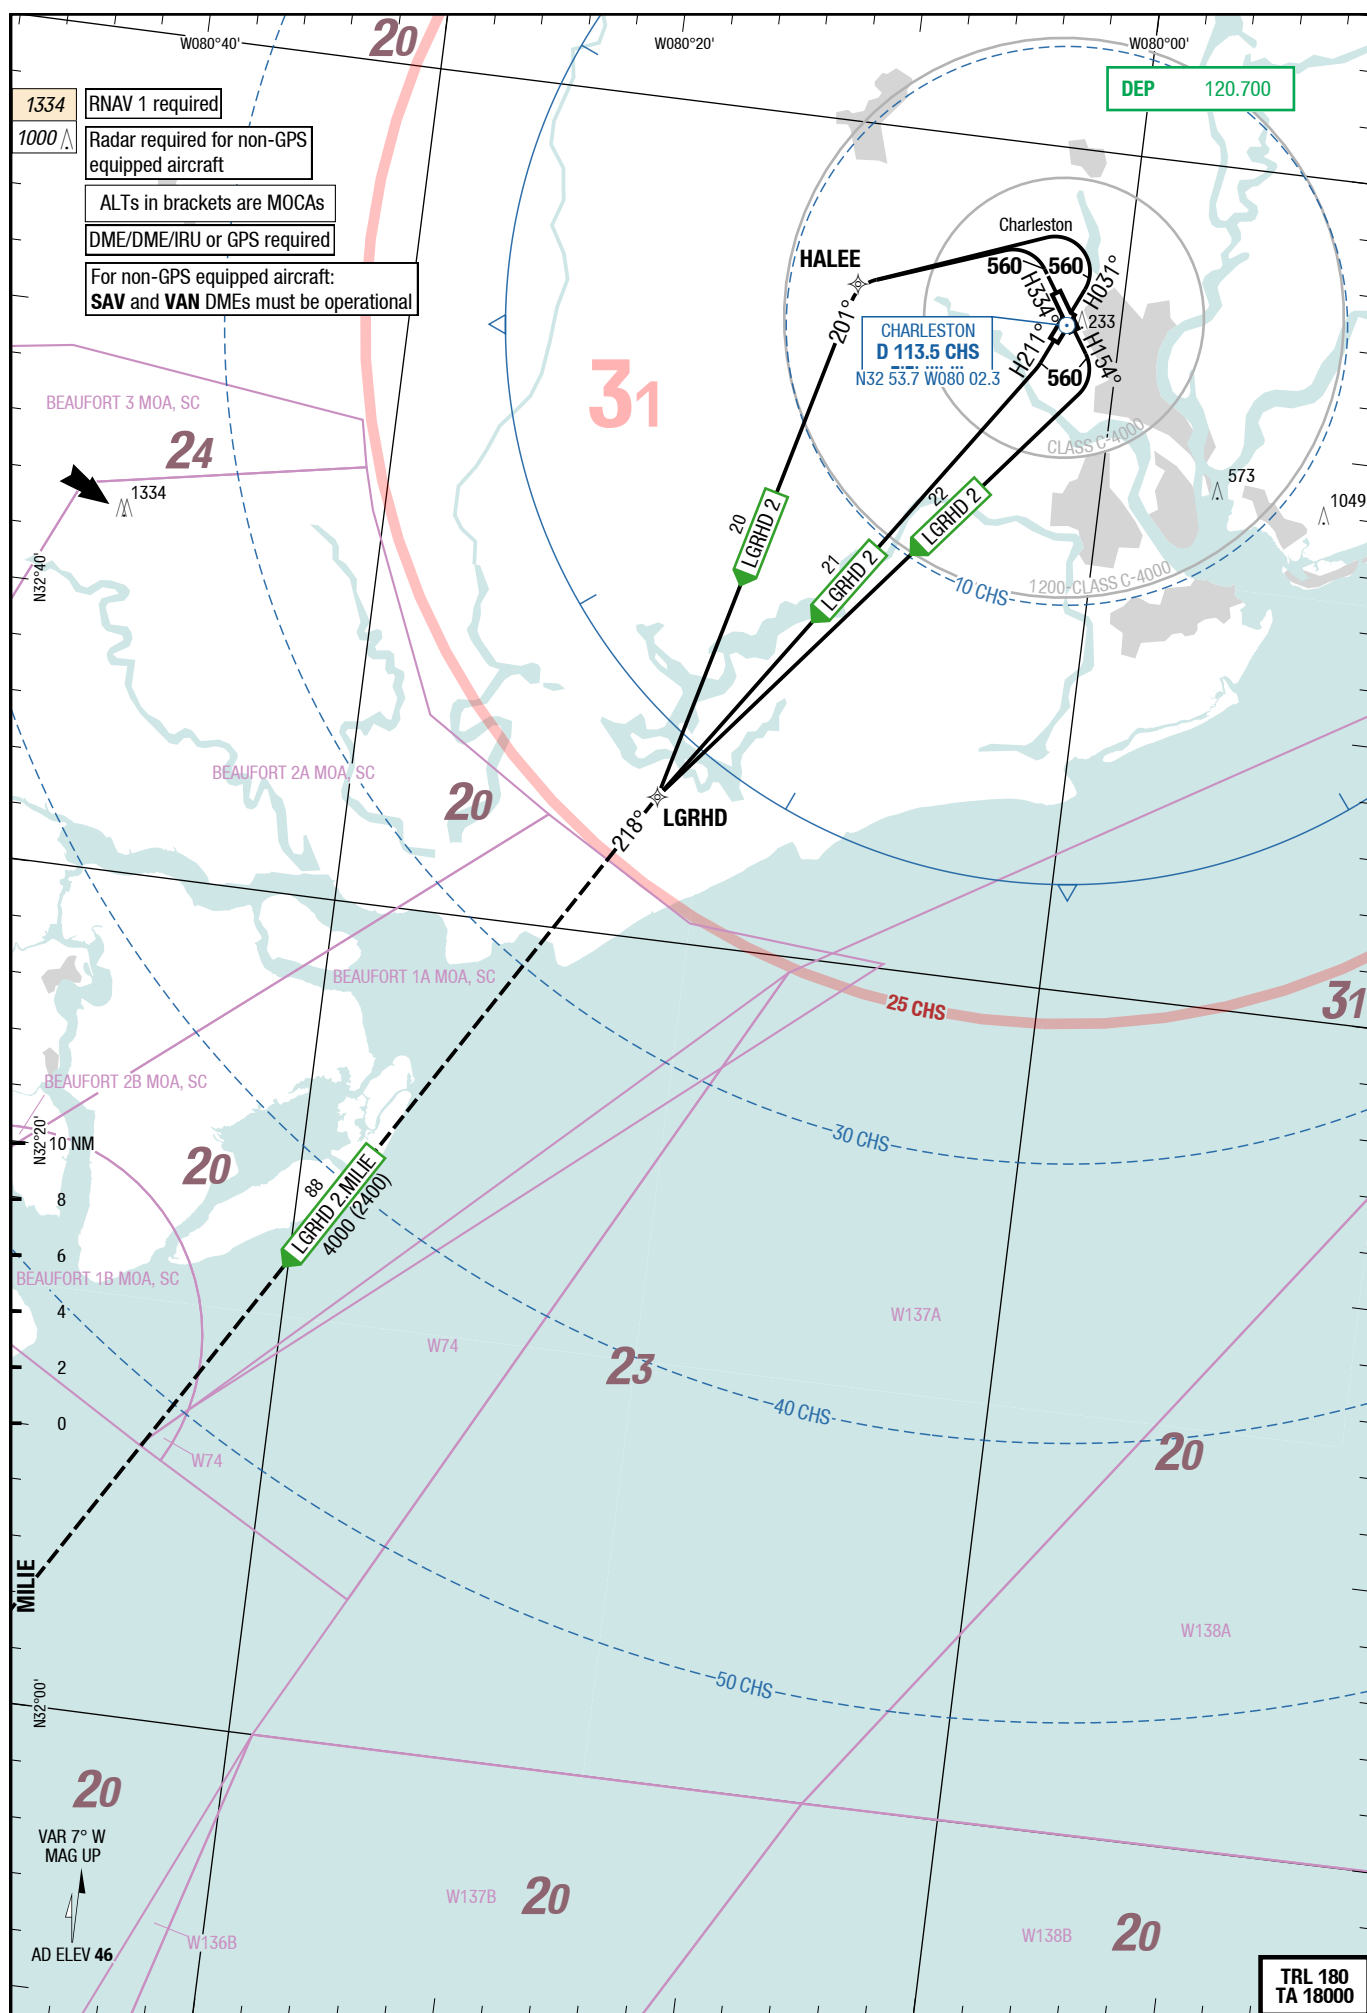 W080°40'
20
W080°20'
W080°00'
DEP 120.700
1334
RNAV 1 required
1000
Radar required for non-GPS
equipped aircraft
ALTs in brackets are MOCAs
DME/DME/IRU or GPS required
For non-GPS equipped aircraft:
SAV and VAN DMEs must be operational
Charleston
HALEE
560
560
H334°
H031°
201°
CHARLESTON
D 113.5 CHS
N32 53.7 W080 02.3
233
H211°
H154°
560
31
BEAUFORT 3 MOA, SC
24
CLASS C-4000
1334
573
1049
20
LGRHD 2
22
LGRHD 2
21
LGRHD 2
N32°40'
10 CHS
1200-CLASS C-4000
BEAUFORT 2A MOA, SC
20
LGRHD
218°
BEAUFORT 1A MOA, SC
25 CHS
31
BEAUFORT 2B MOA, SC
N32°20'
10 NM
30 CHS
20
88
LGRHD 2.MILIE
4000 (2400)
8
6
BEAUFORT 1B MOA, SC
4
W137A
W74
23
2
40 CHS
0
W74
20
MILIE
W138A
50 CHS
N32°00'
20
VAR 7° W
MAG UP
W137B
20
W136B
W138B
20
AD ELEV 46
TRL 180
TA 18000